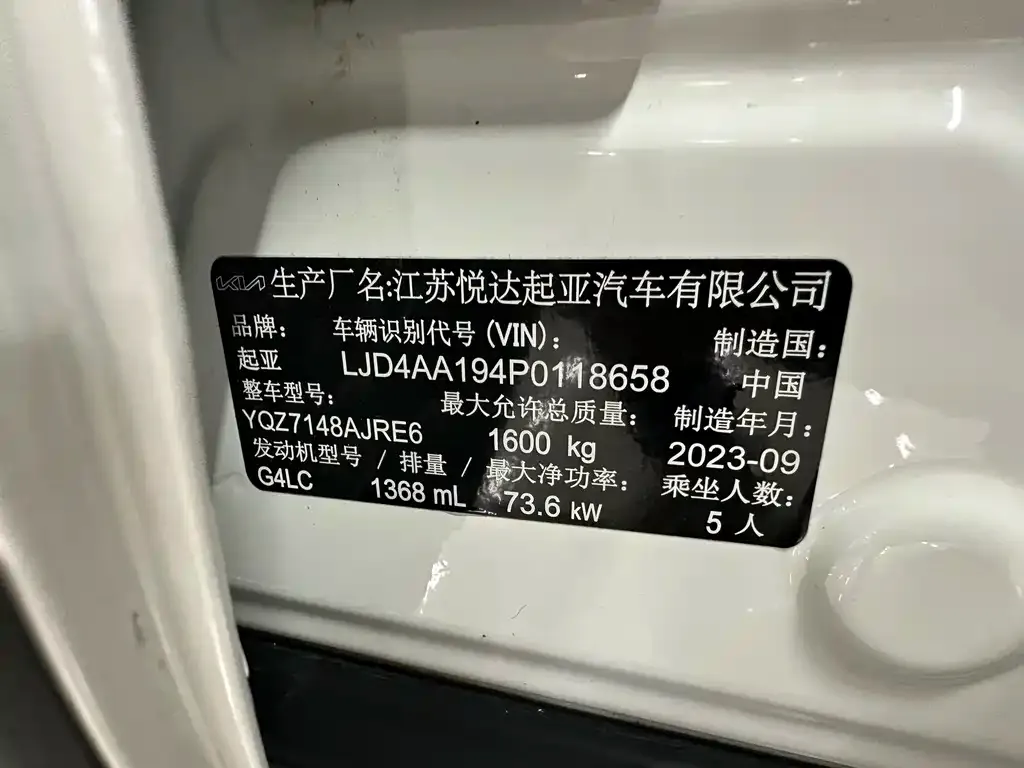 KIA 生产厂名:江苏悦达起亚汽车有限公司
品牌: 车辆识别代号 (VIN): 制造国:
起亚 LJD4AA194P0118658 中国
整车型号: 最大允许总质量: 制造年月:
YQZ7148AJRE6 1600 kg 2023-09
发动机型号 / 排量 / 最大净功率: 乘坐人数:
G4LC 1368 mL 73.6 kW 5 人